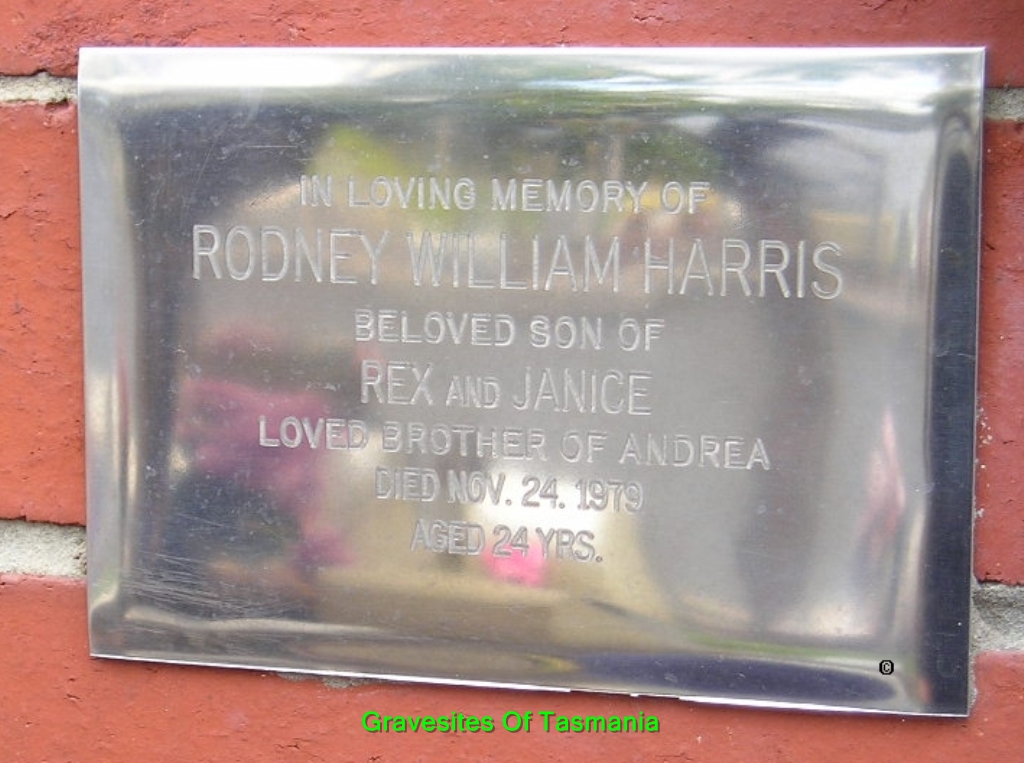 IN LOVING MEMORY OF
RODNEY WILLIAM HARRIS
BELOVED SON OF
REX AND JANICE
LOVED BROTHER OF ANDREA
DIED NOV. 24. 1979
AGED 24 YRS.
©
Gravesites Of Tasmania